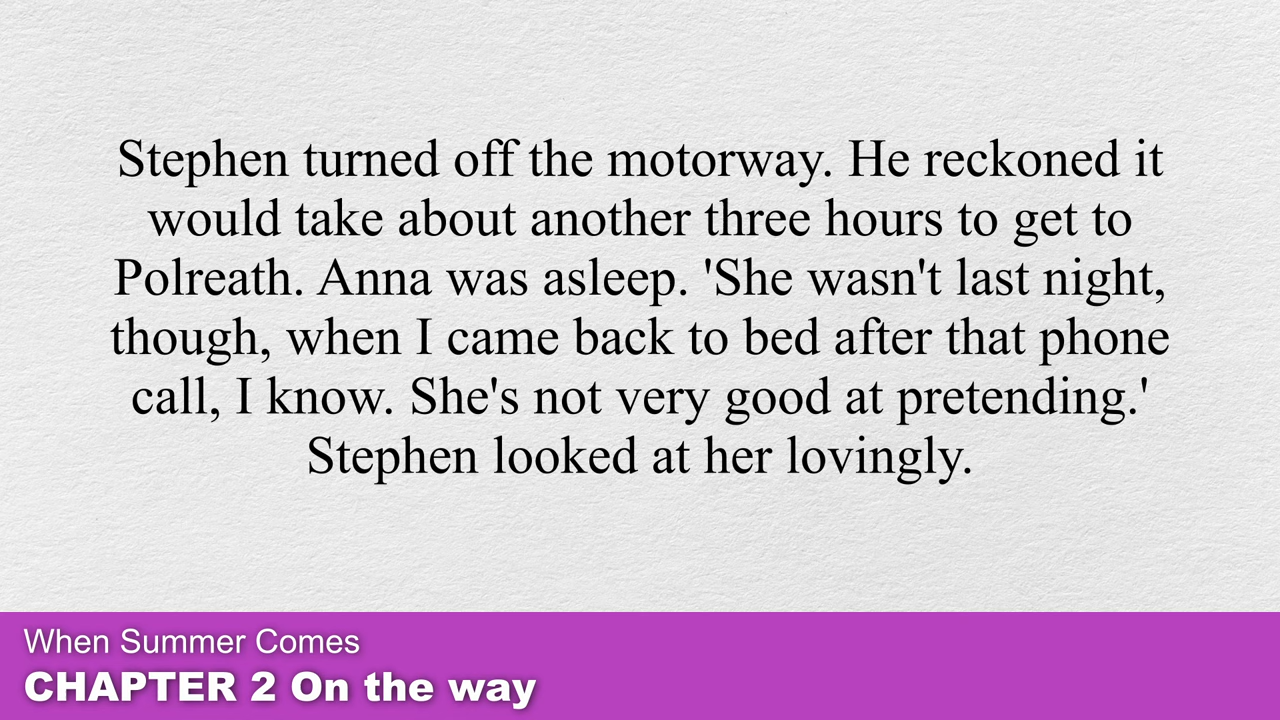 Stephen turned off the motorway. He reckoned it
would take about another three hours to get to
Polreath. Anna was asleep. 'She wasn't last night,
though, when I came back to bed after that phone
call, I know. She's not very good at pretending.'
Stephen looked at her lovingly.
When Summer Comes
CHAPTER 2 On the way